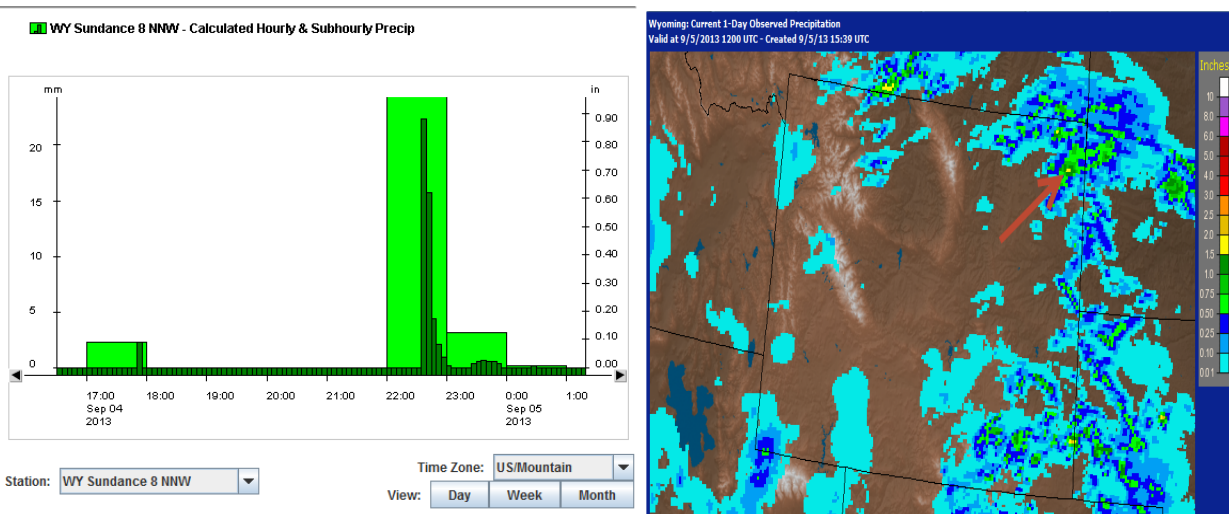 WY Sundance 8 NNW - Calculated Hourly & Subhourly Precip
mm
in
20
15
10
5
0
0.90
0.80
0.70
0.60
0.50
0.40
0.30
0.20
0.10
0.00
17:00 18:00 19:00 20:00 21:00 22:00 23:00 0:00 1:00
Sep 04 Sep 05
2013 2013
Station: WY Sundance 8 NNW
Time Zone: US/Mountain
View: Day Week Month
Wyoming: Current 1-Day Observed Precipitation
Valid at 9/5/2013 1200 UTC - Created 9/5/13 15:39 UTC
Inches
10
8.0
6.0
5.0
4.0
3.0
2.5
2.0
1.5
1.0
0.75
0.50
0.25
0.10
0.01